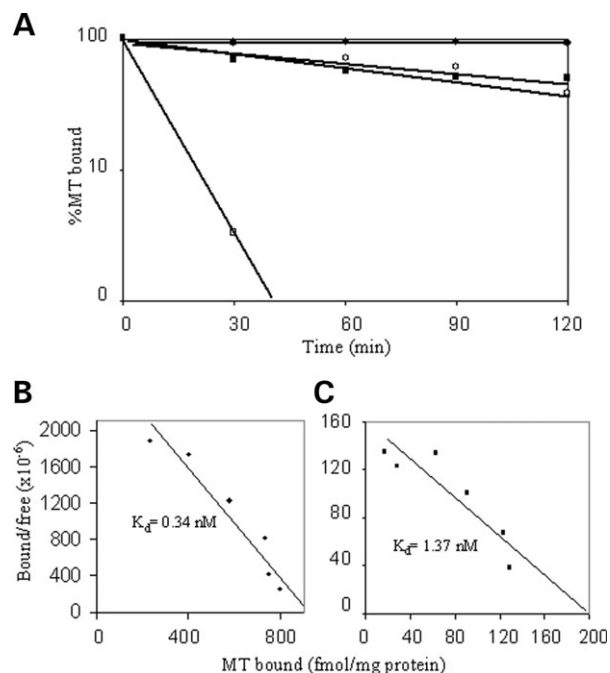 A
%MT bound
100
10
0
0 30 60 90 120
Time (min)
B
Bound/free (x10-6)
2000
1600
1200
800
400
0
Kd= 0.34 nM
0 400 800
C
160
120
80
40
0
Kd= 1.37 nM
0 40 80 120 160 200
MT bound (fmol/mg protein)